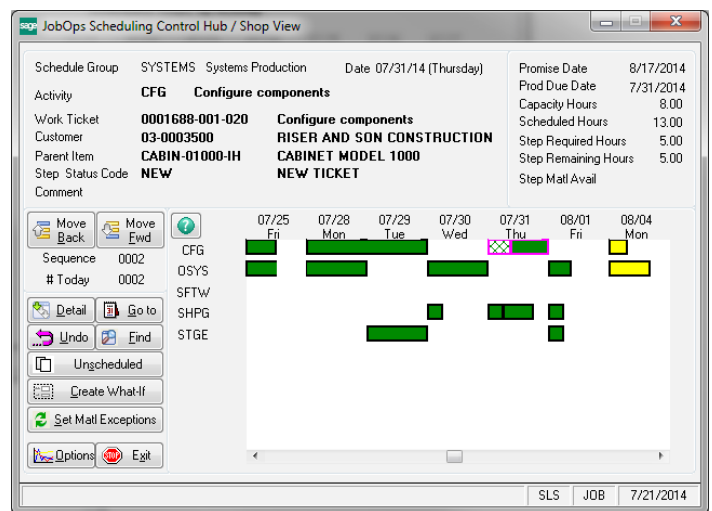 sage JobOps Scheduling Control Hub / Shop View
Schedule Group SYSTEMS Systems Production Date 07/31/14 (Thursday)
Activity CFG Configure components
Work Ticket 0001688-001-020 Configure components
Customer 03-0003500 RISER AND SON CONSTRUCTION
Parent Item CABIN-01000-IH CABINET MODEL 1000
Step Status Code NEW NEW TICKET
Comment
Promise Date 8/17/2014
Prod Due Date 7/31/2014
Capacity Hours 8.00
Scheduled Hours 13.00
Step Required Hours 5.00
Step Remaining Hours 5.00
Step Matl Avail
Move Back
Move Fwd
Sequence 0002
# Today 0002
Detail Go to
Undo Find
Unscheduled
Create What-If
Set Matl Exceptions
Options STOP Exit
?
07/25 07/28 07/29 07/30 07/31 08/01 08/04
Fri Mon Tue Wed Thu Fri Mon
CFG
OSYS
SFTW
SHPG
STGE
SLS JOB 7/21/2014